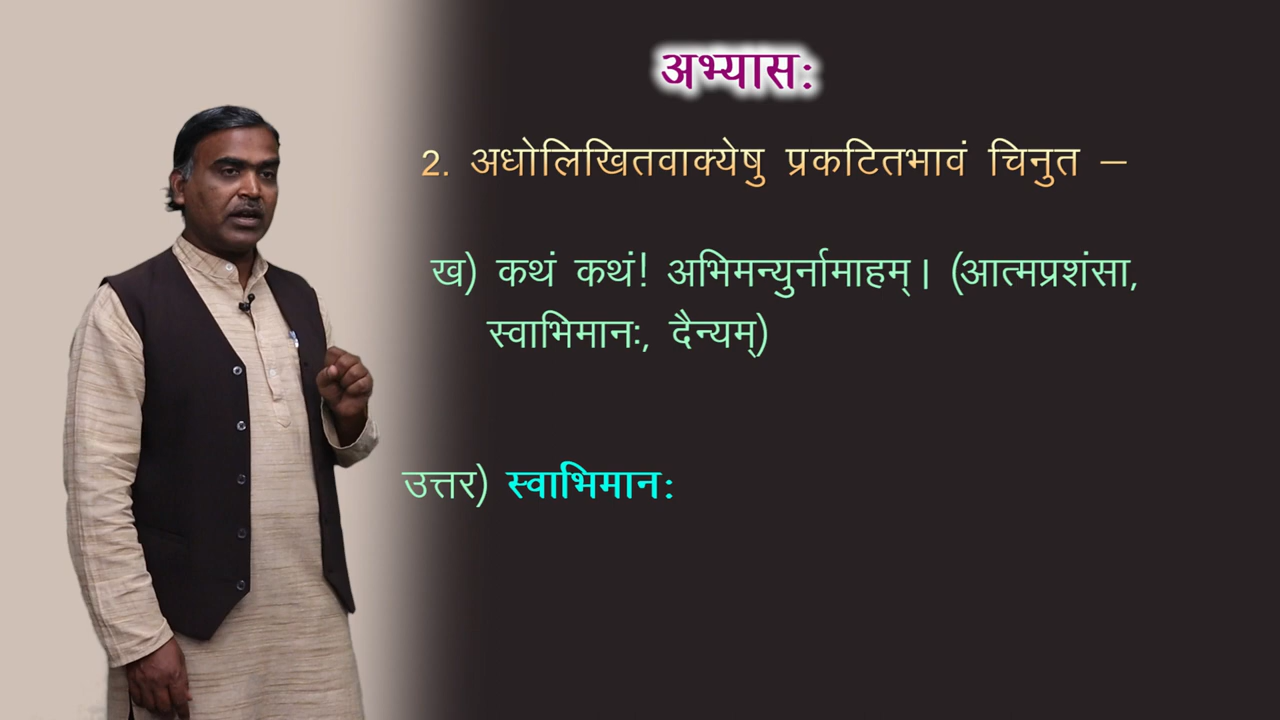 अभ्यासः
2. अधोलिखितवाक्येषु प्रकटितभावं चिनुत –
ख) कथं कथं! अभिमन्युर्नामाहम्। (आत्मप्रशंसा,
स्वाभिमानः, दैन्यम्)
उत्तर) स्वाभिमानः